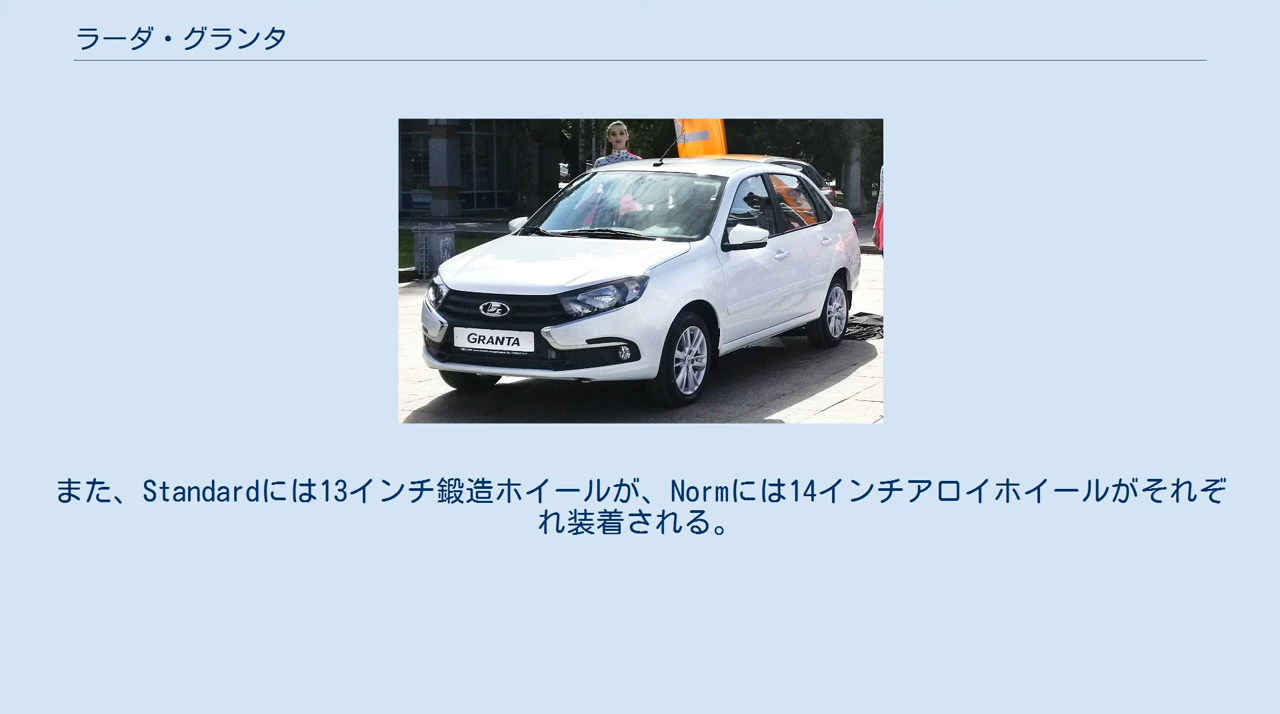 ラーダ・グランタ
GRANTA
また、Standardには13インチ鍛造ホイールが、Normには14インチアロイホイールがそれぞ
れ装着される。